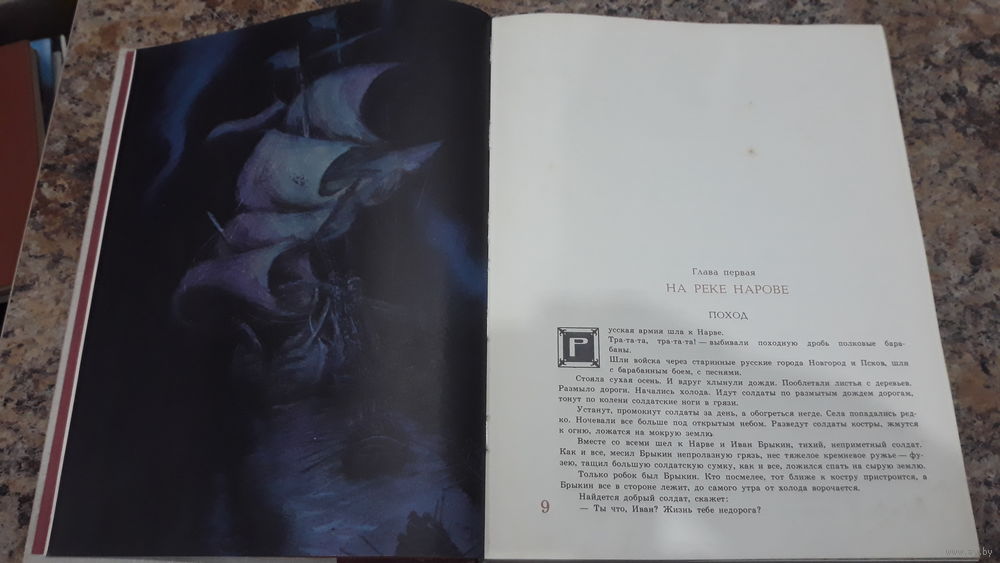 Глава первая
НА РЕКЕ НАРОВЕ
ПОХОД
Русская армия шла к Нарве.
Тра-та-та, тра-та-та! — выбивали походную дробь полковые бара-
баны.
Шли войска через старинные русские города Новгород и Псков, шли
с барабанным боем, с песнями.
Стояла сухая осень. И вдруг хлынули дожди. Пооблетали листья с деревьев.
Размыло дороги. Начались холода. Идут солдаты по размытым дождем дорогам,
тонут по колени солдатские ноги в грязи.
Устанут, промокнут солдаты за день, а обогреться негде. Села попадались ред-
ко. Ночевали все больше под открытым небом. Разведут солдаты костры, жмутся
к огню, ложатся на мокрую землю.
Вместе со всеми шел к Нарве и Иван Брыкин, тихий, неприметный солдат.
Как и все, месил Брыкин непролазную грязь, нес тяжелое кремневое ружье — фу-
зею, тащил большую солдатскую сумку, как и все, ложился спать на сырую землю.
Только робок был Брыкин. Кто посмелее, тот ближе к костру пристроится, а
Брыкин все в стороне лежит, до самого утра от холода ворочается.
Найдется добрый солдат, скажет:
— Ты что, Иван? Жизнь тебе недорога?
9
www.ay.by